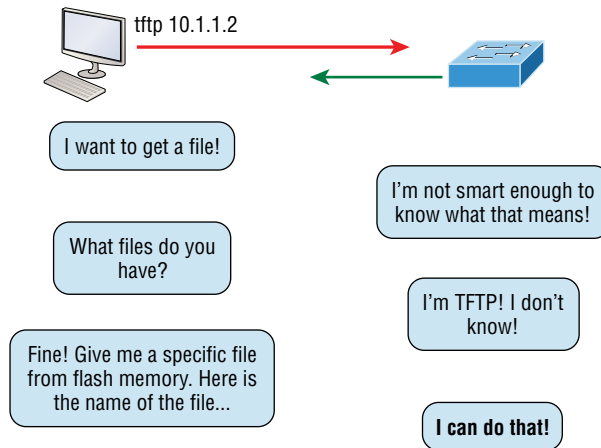 tftp 10.1.1.2
I want to get a file!
I’m not smart enough to
know what that means!
What files do you
have?
I’m TFTP! I don’t
know!
Fine! Give me a specific file
from flash memory. Here is
the name of the file...
I can do that!